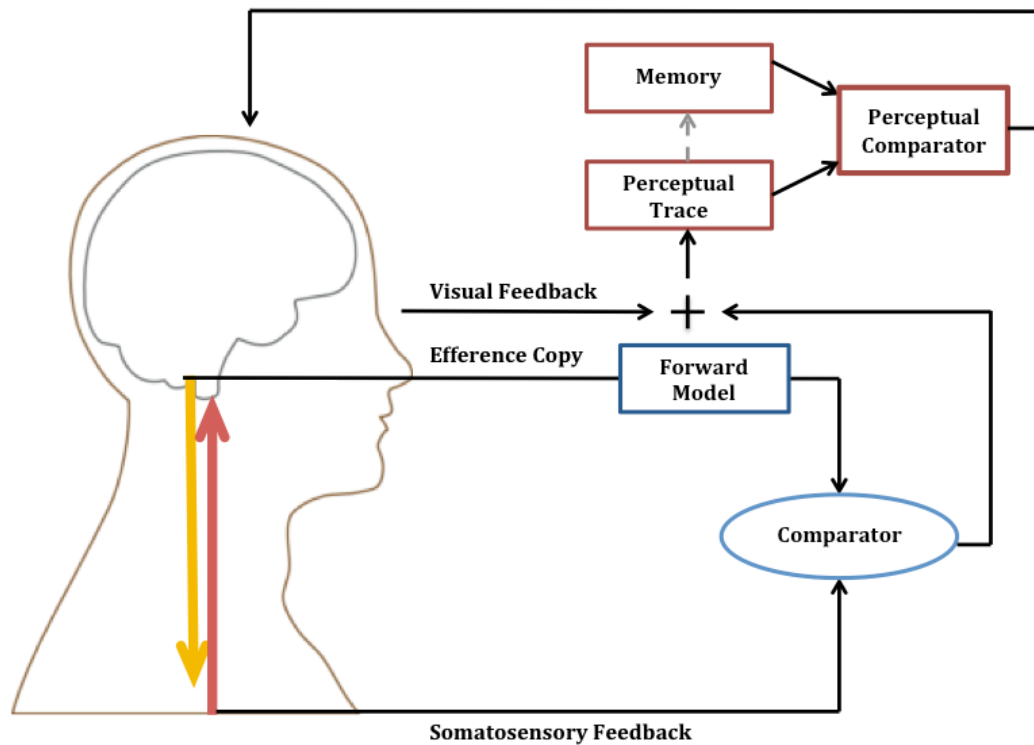 Memory
Perceptual
Comparator
Perceptual
Trace
Visual Feedback
Efference Copy
Forward
Model
Comparator
Somatosensory Feedback